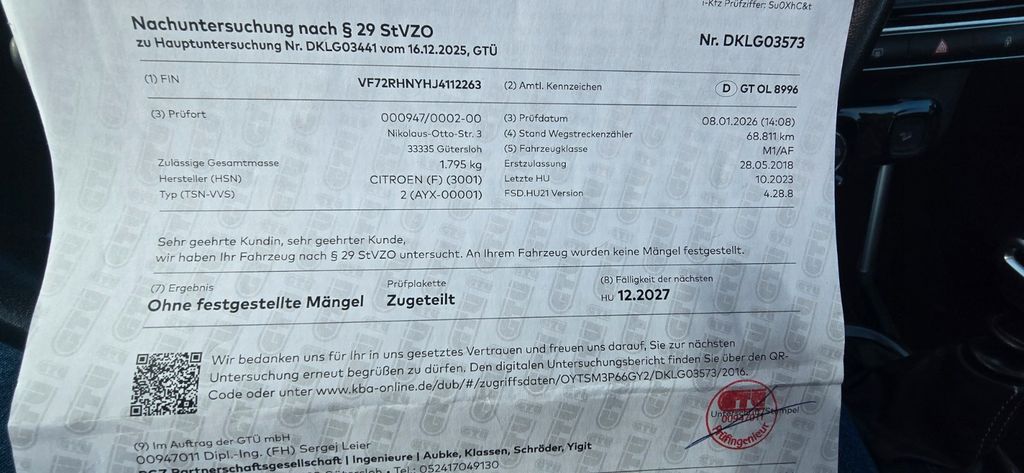 i-Kfz Prüfziffer: SuOXhC&t
Nachuntersuchung nach § 29 StVZO
zu Hauptuntersuchung Nr. DKLG03441 vom 16.12.2025, GTÜ
Nr. DKLG03573
(1) FIN VF72RHNYHJ4112263 (2) Amtl. Kennzeichen D GT OL 8996
(3) Prüfort 000947/0002-00 (3) Prüfdatum 08.01.2026 (14:08)
Nikolaus-Otto-Str. 3 (4) Stand Wegstreckenzähler 68.811 km
33335 Gütersloh (5) Fahrzeugklasse M1/AF
Zulässige Gesamtmasse 1.795 kg Erstzulassung 28.05.2018
Hersteller (HSN) CITROEN (F) (3001) Letzte HU 10.2023
Typ (TSN-VVS) 2 (AYX-00001) FSD.HU21 Version 4.28.8
Sehr geehrte Kundin, sehr geehrter Kunde,
wir haben Ihr Fahrzeug nach § 29 StVZO untersucht. An Ihrem Fahrzeug wurden keine Mängel festgestellt.
(7) Ergebnis Prüfplakette (8) Fälligkeit der nächsten
Ohne festgestellte Mängel Zugeteilt HU 12.2027
Wir bedanken uns für Ihr in uns gesetztes Vertrauen und freuen uns darauf, Sie zur nächsten
Untersuchung erneut begrüßen zu dürfen. Den digitalen Untersuchungsbericht finden Sie über den QR-
Code oder unter www.kba-online.de/dub/#/zugriffsdaten/OYTSM3P66GY2/DKLG03573/2016.
GTÜ
00947011
Prüfingenieur
(9) Im Auftrag der GTÜ mbH
00947011 Dipl.-Ing. (FH) Sergej Leier
Partnerschaftsgesellschaft | Ingenieure | Aubke, Klassen, Schröder, Yigit
Gütersloh • Tel.: 052417049130